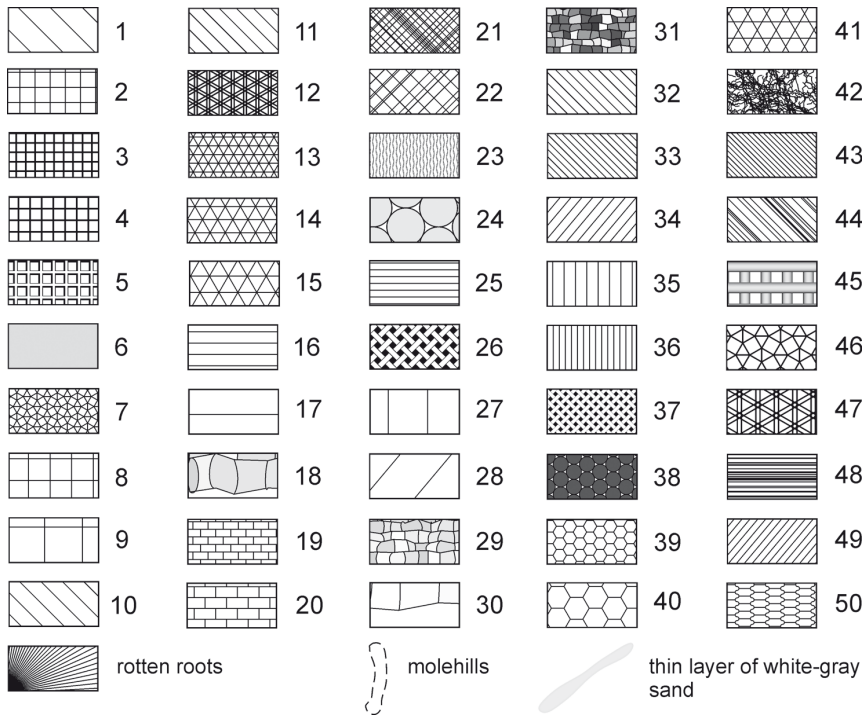 1 11 21 31 41
2 12 22 32 42
3 13 23 33 43
4 14 24 34 44
5 15 25 35 45
6 16 26 36 46
7 17 27 37 47
8 18 28 38 48
9 19 29 39 49
10 20 30 40 50
rotten roots molehills thin layer of white-gray
sand